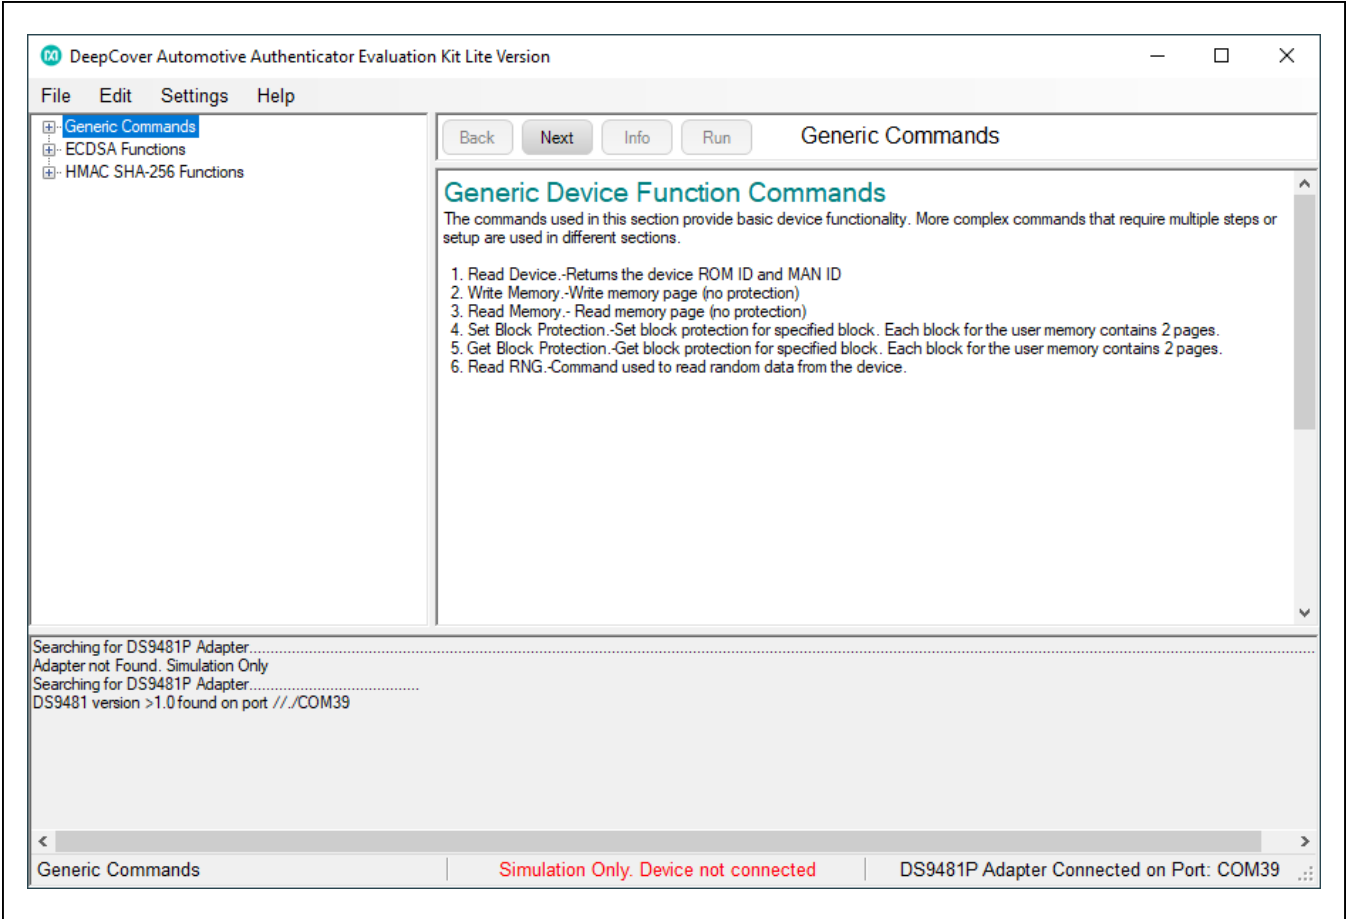 DeepCover Automotive Authenticator Evaluation Kit Lite Version
File Edit Settings Help
Generic Commands
ECDSA Functions
HMAC SHA-256 Functions
Back Next Info Run Generic Commands
Generic Device Function Commands
The commands used in this section provide basic device functionality. More complex commands that require multiple steps or
setup are used in different sections.
1. Read Device.-Returns the device ROM ID and MAN ID
2. Write Memory.-Write memory page (no protection)
3. Read Memory.- Read memory page (no protection)
4. Set Block Protection.-Set block protection for specified block. Each block for the user memory contains 2 pages.
5. Get Block Protection.-Get block protection for specified block. Each block for the user memory contains 2 pages.
6. Read RNG.-Command used to read random data from the device.
Searching for DS9481P Adapter................................................................................................................................................................................................................................................................
Adapter not Found. Simulation Only
Searching for DS9481P Adapter........................................
DS9481 version >1.0 found on port //./COM39
Generic Commands Simulation Only. Device not connected DS9481P Adapter Connected on Port: COM39